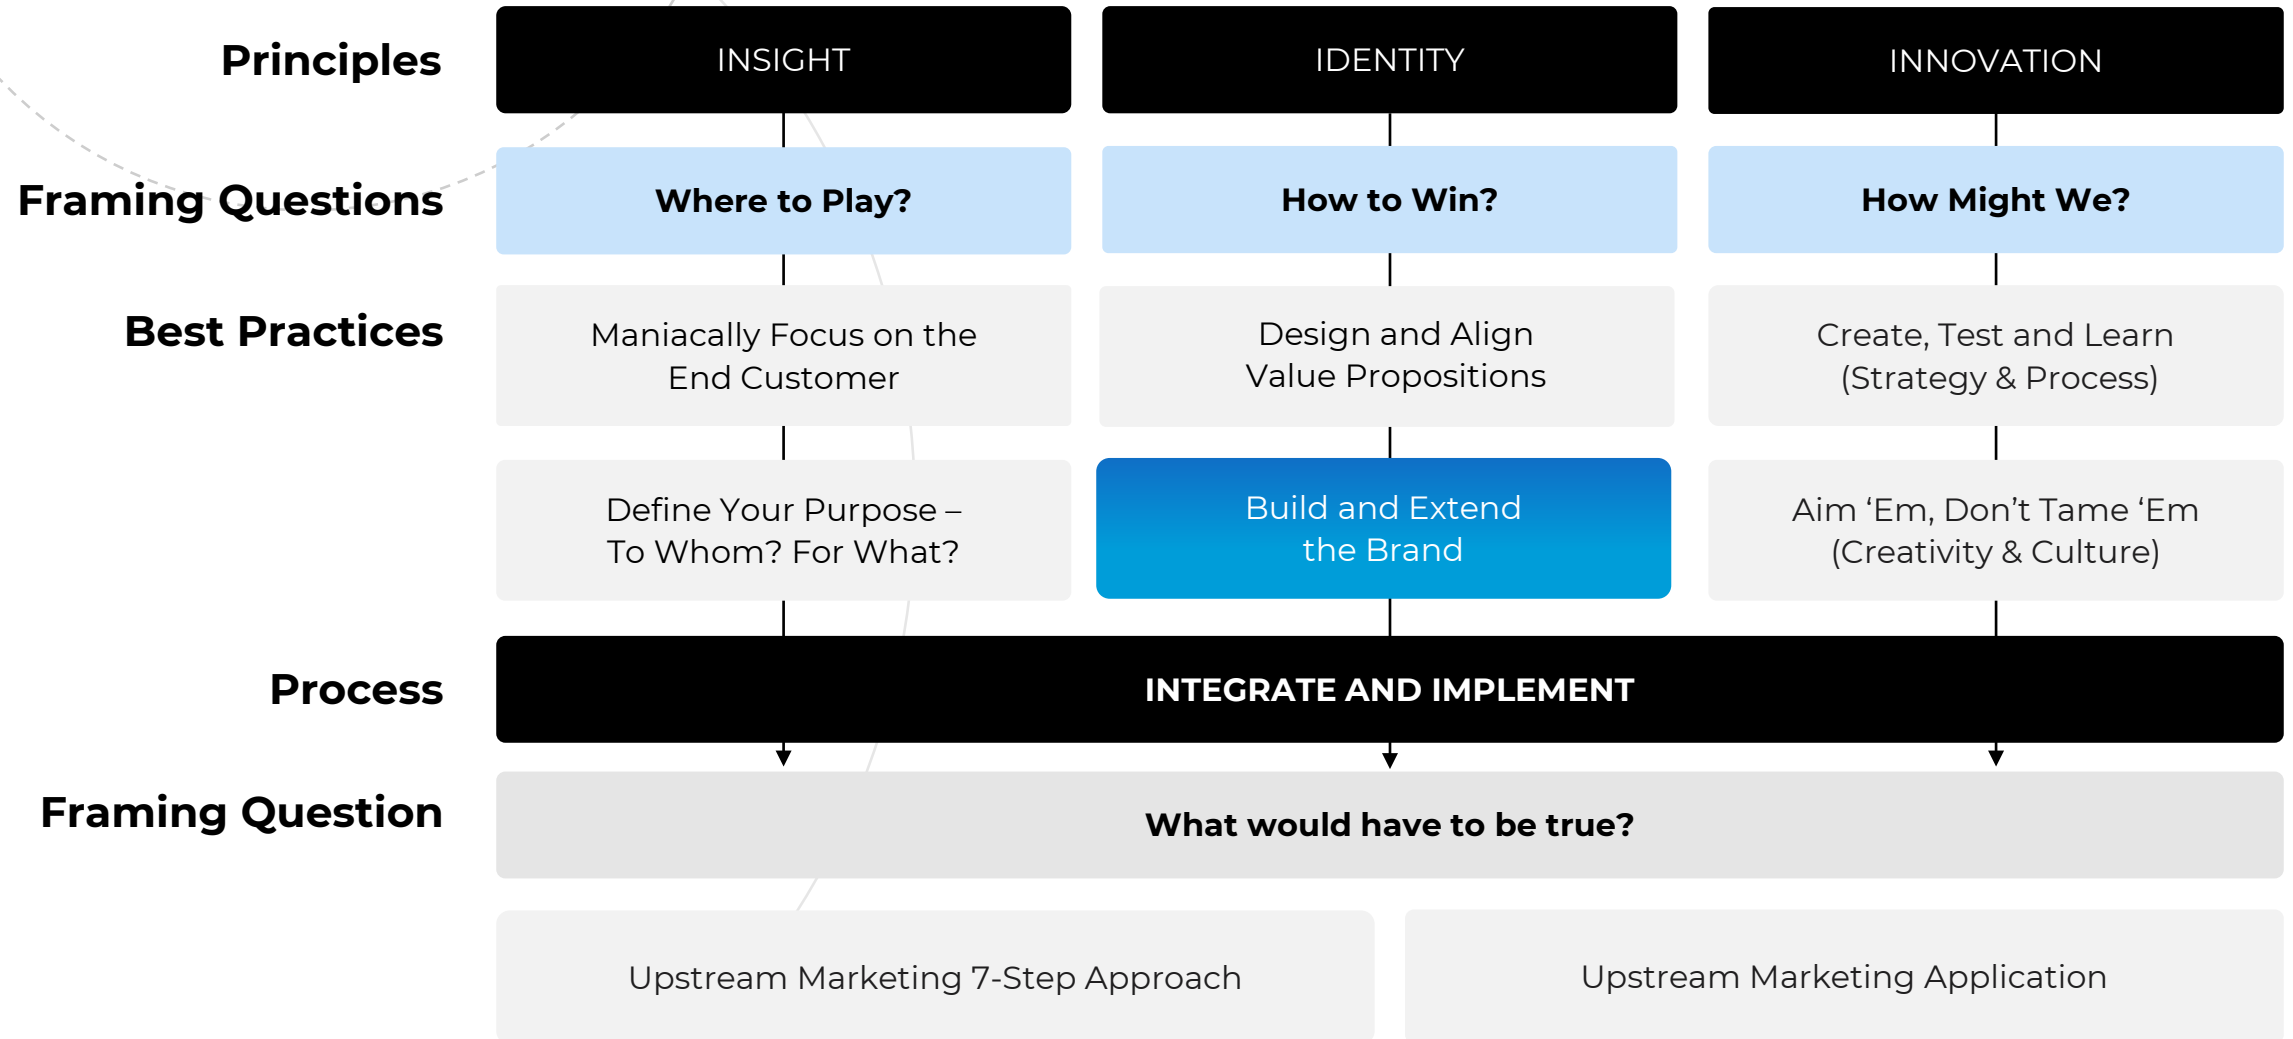 Principles
INSIGHT
IDENTITY
INNOVATION
Framing Questions
Where to Play?
How to Win?
How Might We?
Best Practices
Maniacally Focus on the
End Customer
Design and Align
Value Propositions
Create, Test and Learn
(Strategy & Process)
Define Your Purpose –
To Whom? For What?
Build and Extend
the Brand
Aim ‘Em, Don’t Tame ‘Em
(Creativity & Culture)
Process
INTEGRATE AND IMPLEMENT
Framing Question
What would have to be true?
Upstream Marketing 7-Step Approach
Upstream Marketing Application